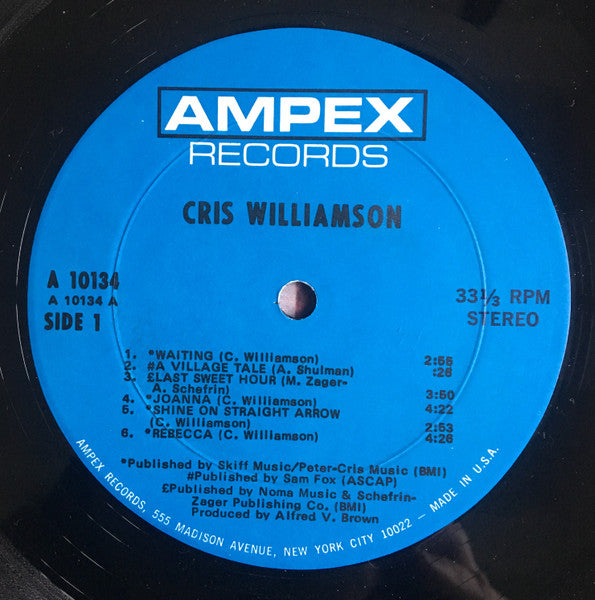 AMPEX
RECORDS
CRIS WILLIAMSON
A 10134
A 10134 A
SIDE 1
33⅓ RPM
STEREO
1. *WAITING (C. Williamson) 2:56
2. #A VILLAGE TALE (A. Shulman) :26
3. £LAST SWEET HOUR (M. Zager-
A. Schefrin) 3:50
4. *JOANNA (C. Williamson) 4:22
5. *SHINE ON STRAIGHT ARROW
(C. Williamson) 2:53
6. *REBECCA (C. Williamson) 4:26
*Published by Skiff Music/Peter-Cris Music (BMI)
#Published by Sam Fox (ASCAP)
£Published by Noma Music & Schefrin-
Zager Publishing Co. (BMI)
Produced by Alfred V. Brown
AMPEX RECORDS, 555 MADISON AVENUE, NEW YORK CITY 10022 — MADE IN U.S.A.